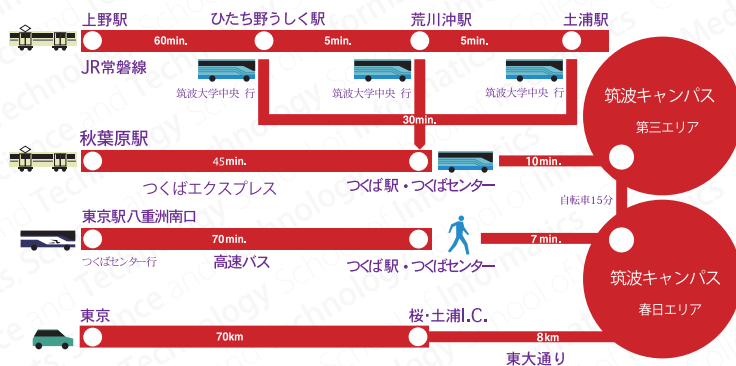 上野駅
ひたち野うしく駅
荒川沖駅
土浦駅
60min.
5min.
5min.
JR常磐線
筑波大学中央 行
筑波大学中央 行
筑波大学中央 行
30min.
筑波キャンパス
第三エリア
秋葉原駅
45min.
10min.
つくばエクスプレス
つくば駅・つくばセンター
自転車15分
東京駅八重洲南口
70min.
7min.
つくばセンター行
高速バス
つくば駅・つくばセンター
筑波キャンパス
春日エリア
東京
桜・土浦I.C.
70km
8km
東大通り